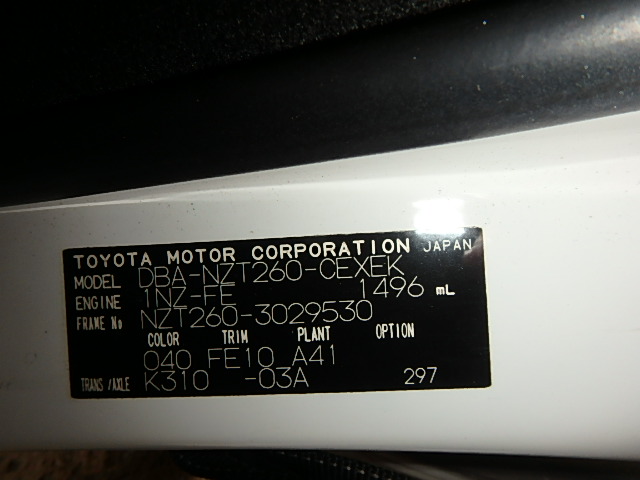 TOYOTA MOTOR CORPORATION JAPAN
MODEL DBA-NZT260-CEXEK
ENGINE 1NZ-FE 1496 mL
FRAME No NZT260-3029530
COLOR TRIM PLANT OPTION
040 FE10 A41
TRANS/AXLE K310 -03A 297